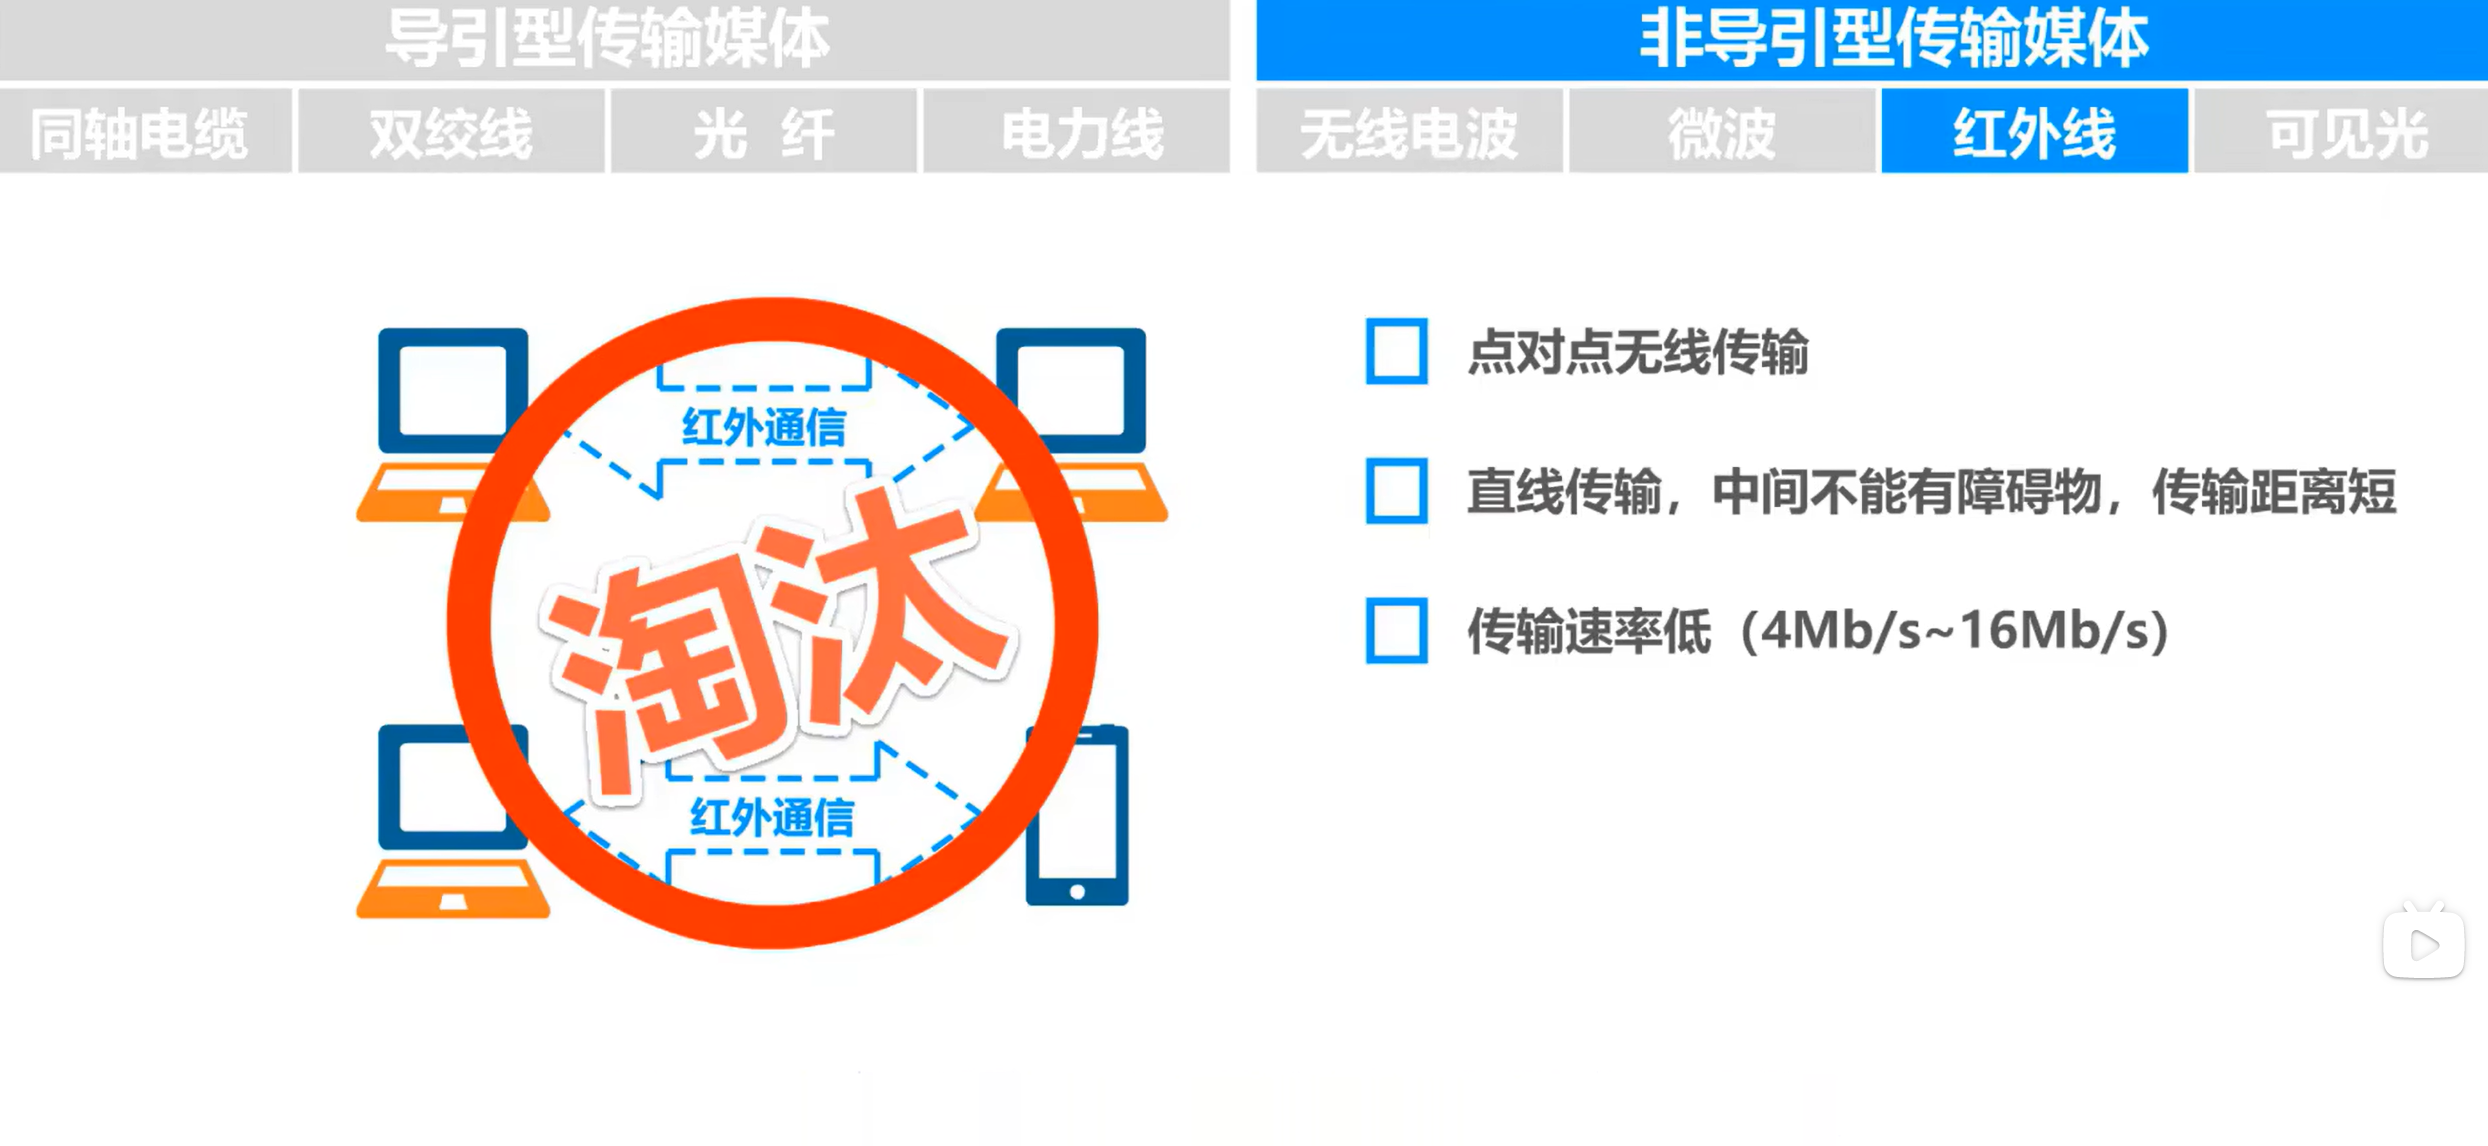 导引型传输媒体
非导引型传输媒体
同轴电缆 双绞线 光 纤 电力线 无线电波 微波 红外线 可见光
红外通信
淘汰
红外通信
点对点无线传输
直线传输，中间不能有障碍物，传输距离短
传输速率低（4Mb/s~16Mb/s）